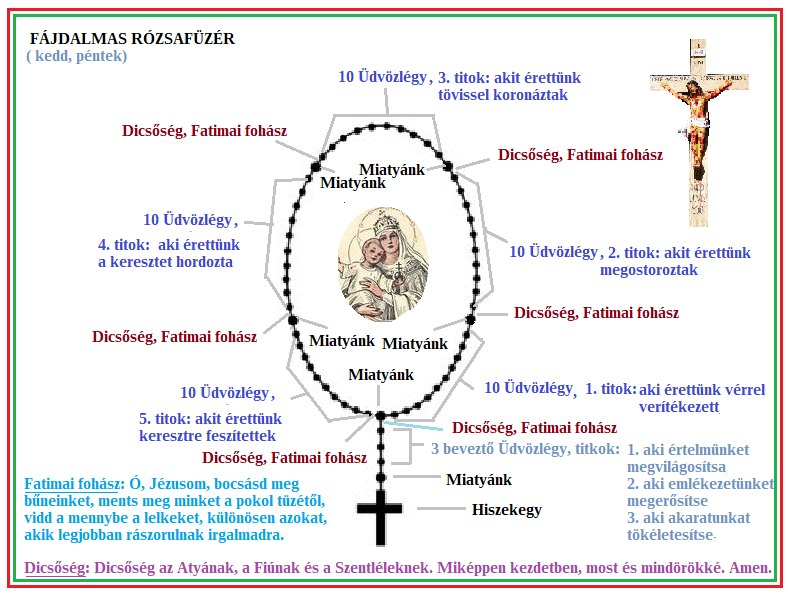 FÁJDALMAS RÓZSAFÜZÉR
( kedd, péntek)
10 Üdvözlégy, 3. titok: akit érettünk
tövissel koronáztak
Dicsőség, Fatimai fohász
Dicsőség, Fatimai fohász
Miatyánk
Miatyánk
10 Üdvözlégy,
4. titok: aki érettünk
a keresztet hordozta
10 Üdvözlégy, 2. titok: akit érettünk
megostoroztak
Dicsőség, Fatimai fohász
Dicsőség, Fatimai fohász
Miatyánk Miatyánk
Miatyánk
10 Üdvözlégy,
5. titok: akit érettünk
keresztre feszítettek
10 Üdvözlégy, 1. titok: aki érettünk vérrel
verítékezett
Dicsőség, Fatimai fohász
Dicsőség, Fatimai fohász
3 beveztő Üdvözlégy, titkok: 1. aki értelmünket
megvilágosítsa
2. aki emlékezetünket
megerősítse
3. aki akaratunkat
tökéletesítse
Miatyánk
Hiszekegy
Fatimai fohász: Ó, Jézusom, bocsásd meg
bűneinket, ments meg minket a pokol tüzétől,
vidd a mennybe a lelkeket, különösen azokat,
akik legjobban rászorulnak irgalmadra.
Dicsőség: Dicsőség az Atyának, a Fiúnak és a Szentléleknek. Miképpen kezdetben, most és mindörökké. Amen.